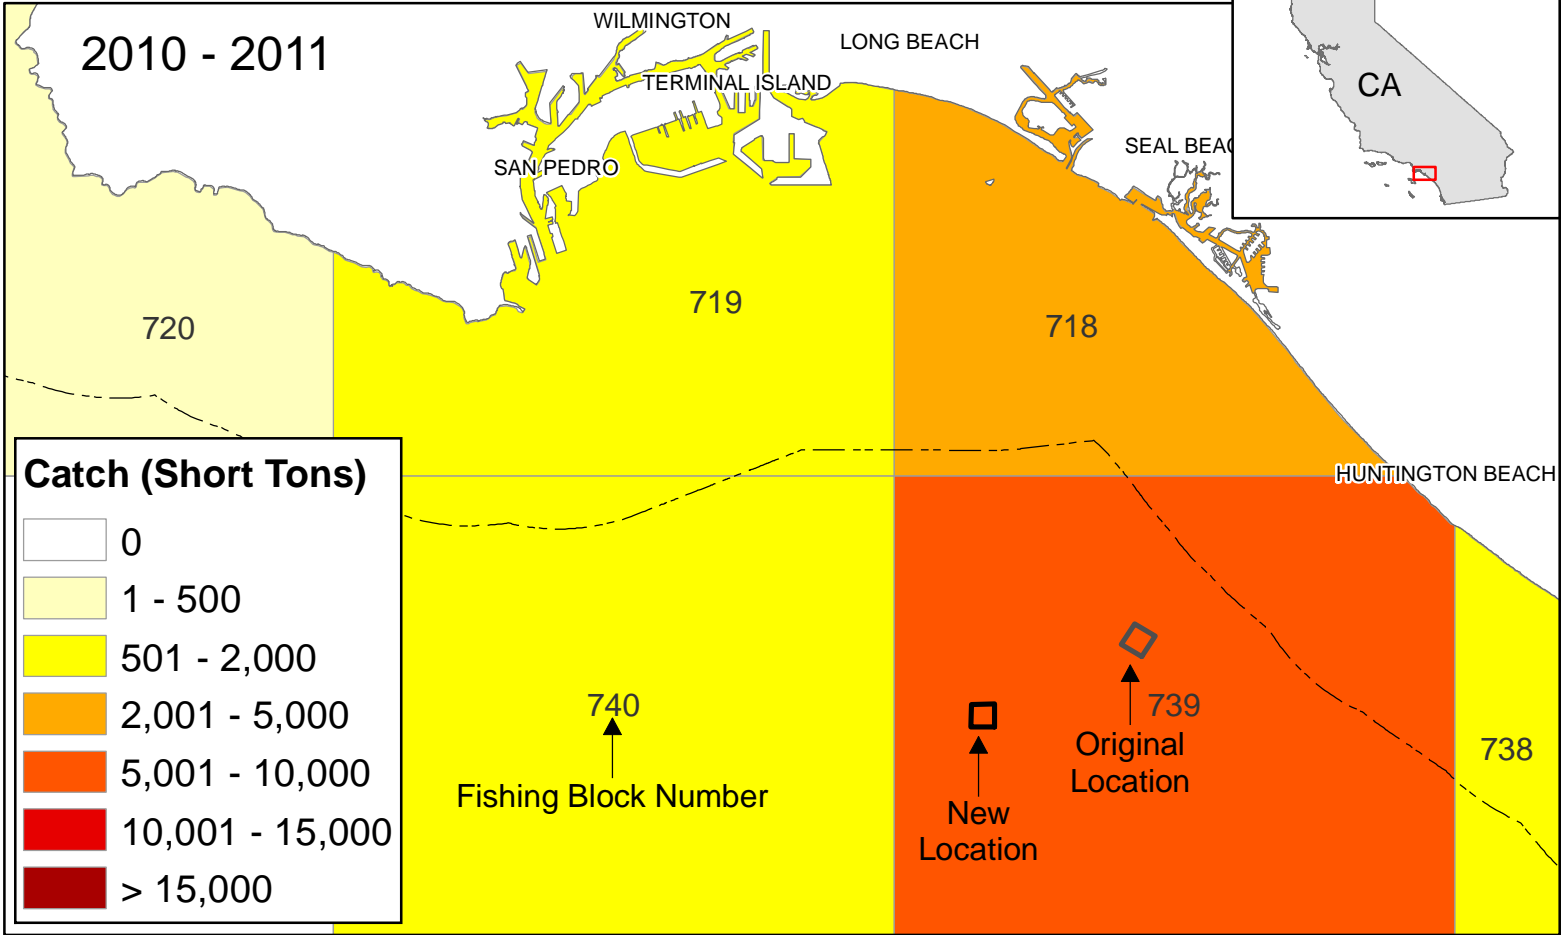 2010 - 2011
WILMINGTON
LONG BEACH
TERMINAL ISLAND
CA
SAN PEDRO
SEAL BEAC
720
719
718
HUNTINGTON BEACH
Catch (Short Tons)
0
1 - 500
501 - 2,000
2,001 - 5,000
5,001 - 10,000
10,001 - 15,000
> 15,000
740
Fishing Block Number
739
Original
Location
New
Location
738